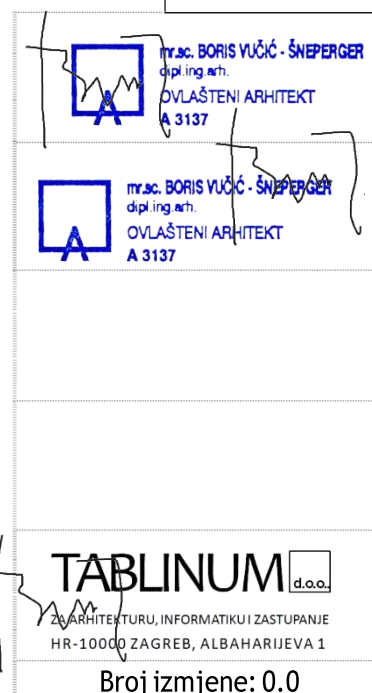 mr.sc. BORIS VUČIĆ - ŠNEPERGER
dipl.ing.arh.
OVLAŠTENI ARHITEKT
A 3137
mr.sc. BORIS VUČIĆ - ŠNEPERGER
dipl.ing.arh.
OVLAŠTENI ARHITEKT
A 3137
TABLINUM d.o.o.
ZA ARHITEKTURU, INFORMATIKU I ZASTUPANJE
HR-10000 ZAGREB, ALBAHARIJEVA 1
Broj izmjene: 0.0